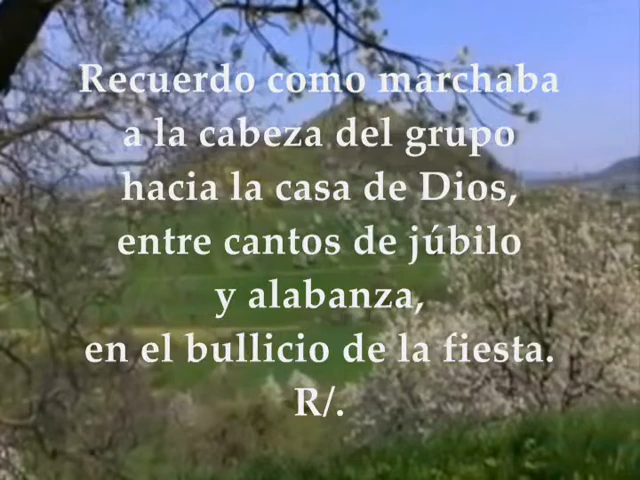 Recuerdo como marchaba
a la cabeza del grupo
hacia la casa de Dios,
entre cantos de júbilo
y alabanza,
en el bullicio de la fiesta.
R/.